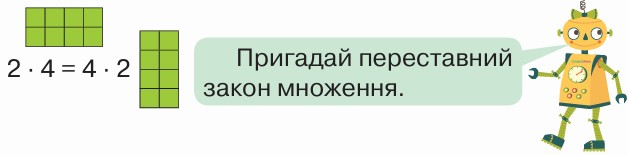 2 · 4 = 4 · 2
Пригадай переставний
закон множення.